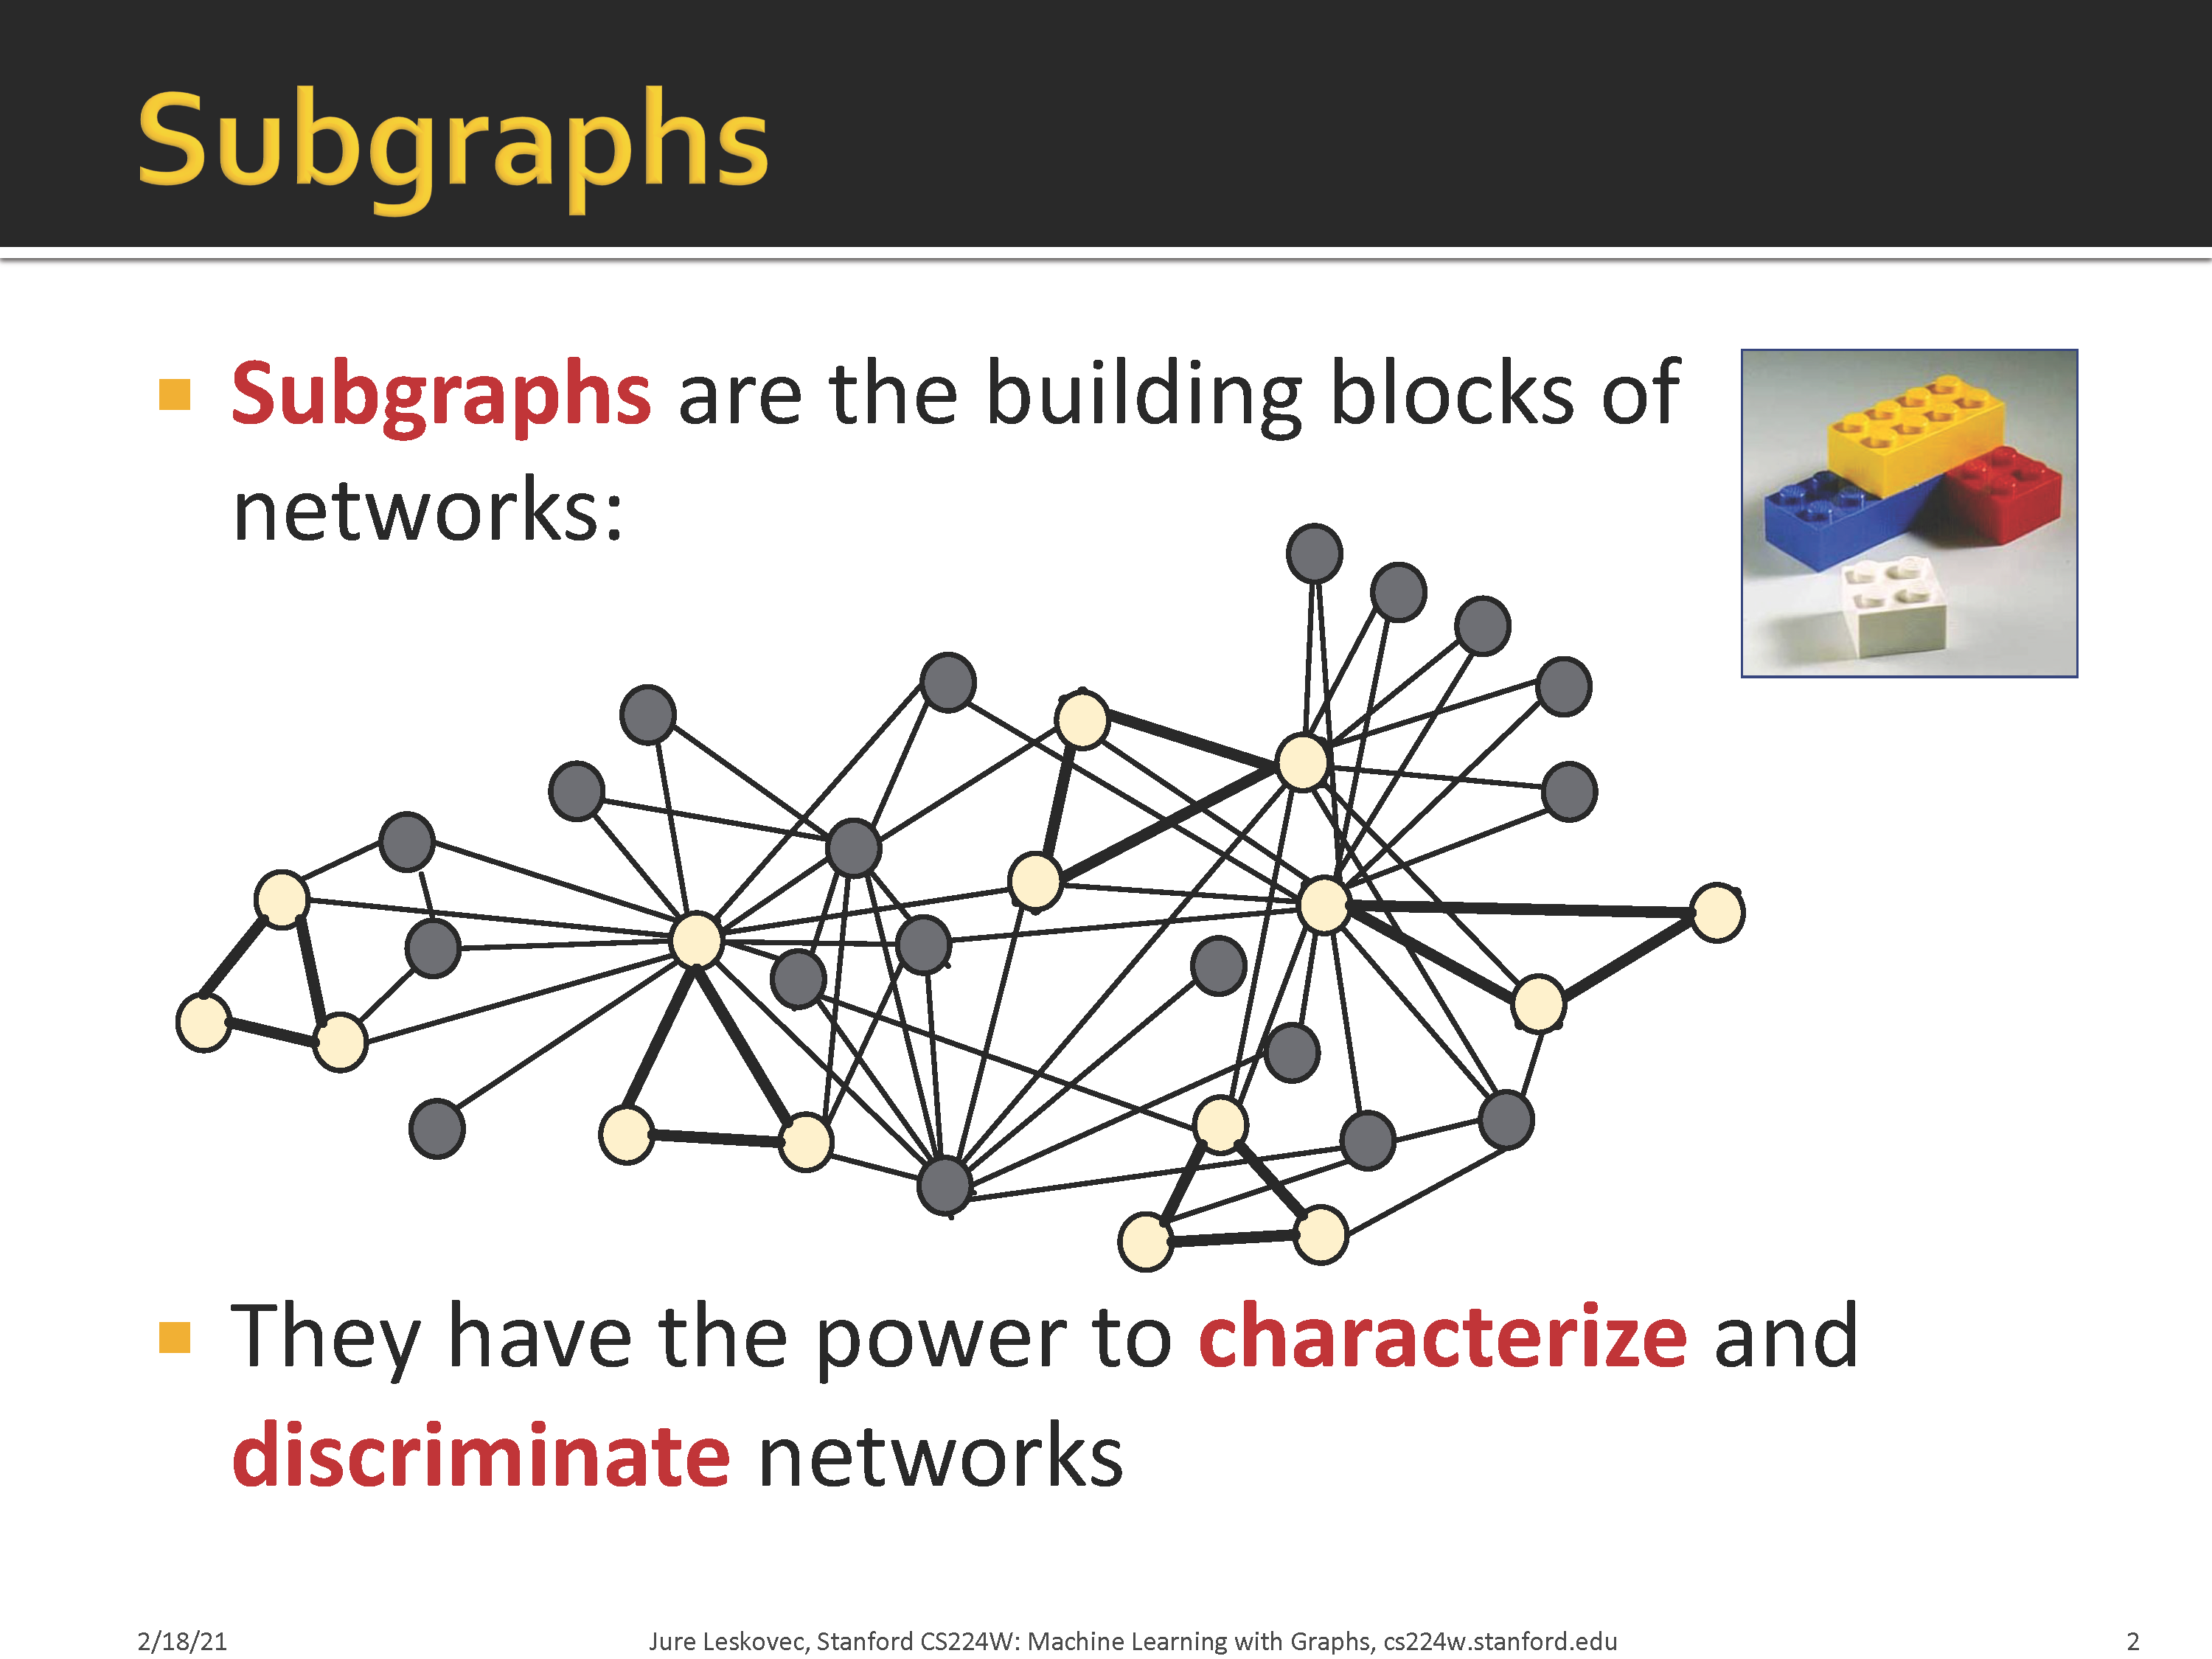 Subgraphs
Subgraphs are the building blocks of
networks:
They have the power to characterize and
discriminate networks
2/18/21
Jure Leskovec, Stanford CS224W: Machine Learning with Graphs, cs224w.stanford.edu
2